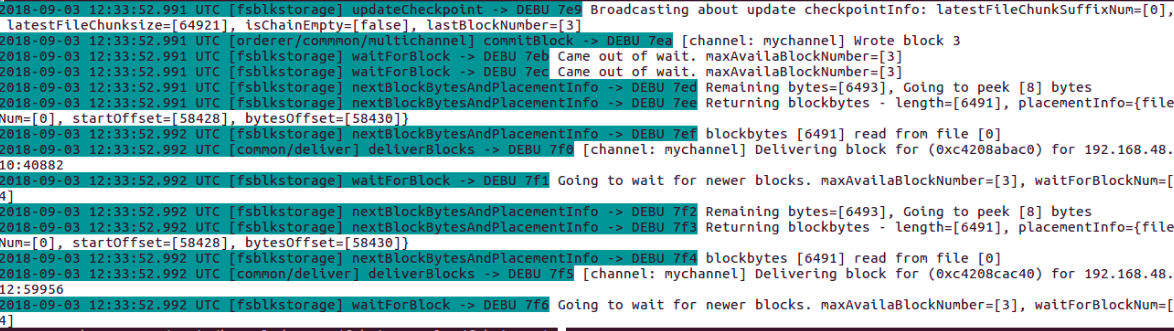 2018-09-03 12:33:52.991 UTC [fsblkstorage] updateCheckpoint -> DEBU 7e9 Broadcasting about update checkpointInfo: latestFileChunkSuffixNum=[0],
latestFileChunksize=[64921], isChainEmpty=[false], lastBlockNumber=[3]
2018-09-03 12:33:52.991 UTC [orderer/commmon/multichannel] commitBlock -> DEBU 7ea [channel: mychannel] Wrote block 3
2018-09-03 12:33:52.991 UTC [fsblkstorage] waitForBlock -> DEBU 7eb Came out of wait. maxAvailaBlockNumber=[3]
2018-09-03 12:33:52.991 UTC [fsblkstorage] waitForBlock -> DEBU 7ec Came out of wait. maxAvailaBlockNumber=[3]
2018-09-03 12:33:52.991 UTC [fsblkstorage] nextBlockBytesAndPlacementInfo -> DEBU 7ed Remaining bytes=[6493], Going to peek [8] bytes
2018-09-03 12:33:52.991 UTC [fsblkstorage] nextBlockBytesAndPlacementInfo -> DEBU 7ee Returning blockbytes - length=[6491], placementInfo={file
Num=[0], startOffset=[58428], bytesOffset=[58430]}
2018-09-03 12:33:52.992 UTC [fsblkstorage] nextBlockBytesAndPlacementInfo -> DEBU 7ef blockbytes [6491] read from file [0]
2018-09-03 12:33:52.992 UTC [common/deliver] deliverBlocks -> DEBU 7f0 [channel: mychannel] Delivering block for (0xc4208abac0) for 192.168.48.
10:40882
2018-09-03 12:33:52.992 UTC [fsblkstorage] waitForBlock -> DEBU 7f1 Going to wait for newer blocks. maxAvailaBlockNumber=[3], waitForBlockNum=[
4]
2018-09-03 12:33:52.992 UTC [fsblkstorage] nextBlockBytesAndPlacementInfo -> DEBU 7f2 Remaining bytes=[6493], Going to peek [8] bytes
2018-09-03 12:33:52.992 UTC [fsblkstorage] nextBlockBytesAndPlacementInfo -> DEBU 7f3 Returning blockbytes - length=[6491], placementInfo={file
Num=[0], startOffset=[58428], bytesOffset=[58430]}
2018-09-03 12:33:52.992 UTC [fsblkstorage] nextBlockBytesAndPlacementInfo -> DEBU 7f4 blockbytes [6491] read from file [0]
2018-09-03 12:33:52.992 UTC [common/deliver] deliverBlocks -> DEBU 7f5 [channel: mychannel] Delivering block for (0xc4208cac40) for 192.168.48.
12:59956
2018-09-03 12:33:52.992 UTC [fsblkstorage] waitForBlock -> DEBU 7f6 Going to wait for newer blocks. maxAvailaBlockNumber=[3], waitForBlockNum=[
4]